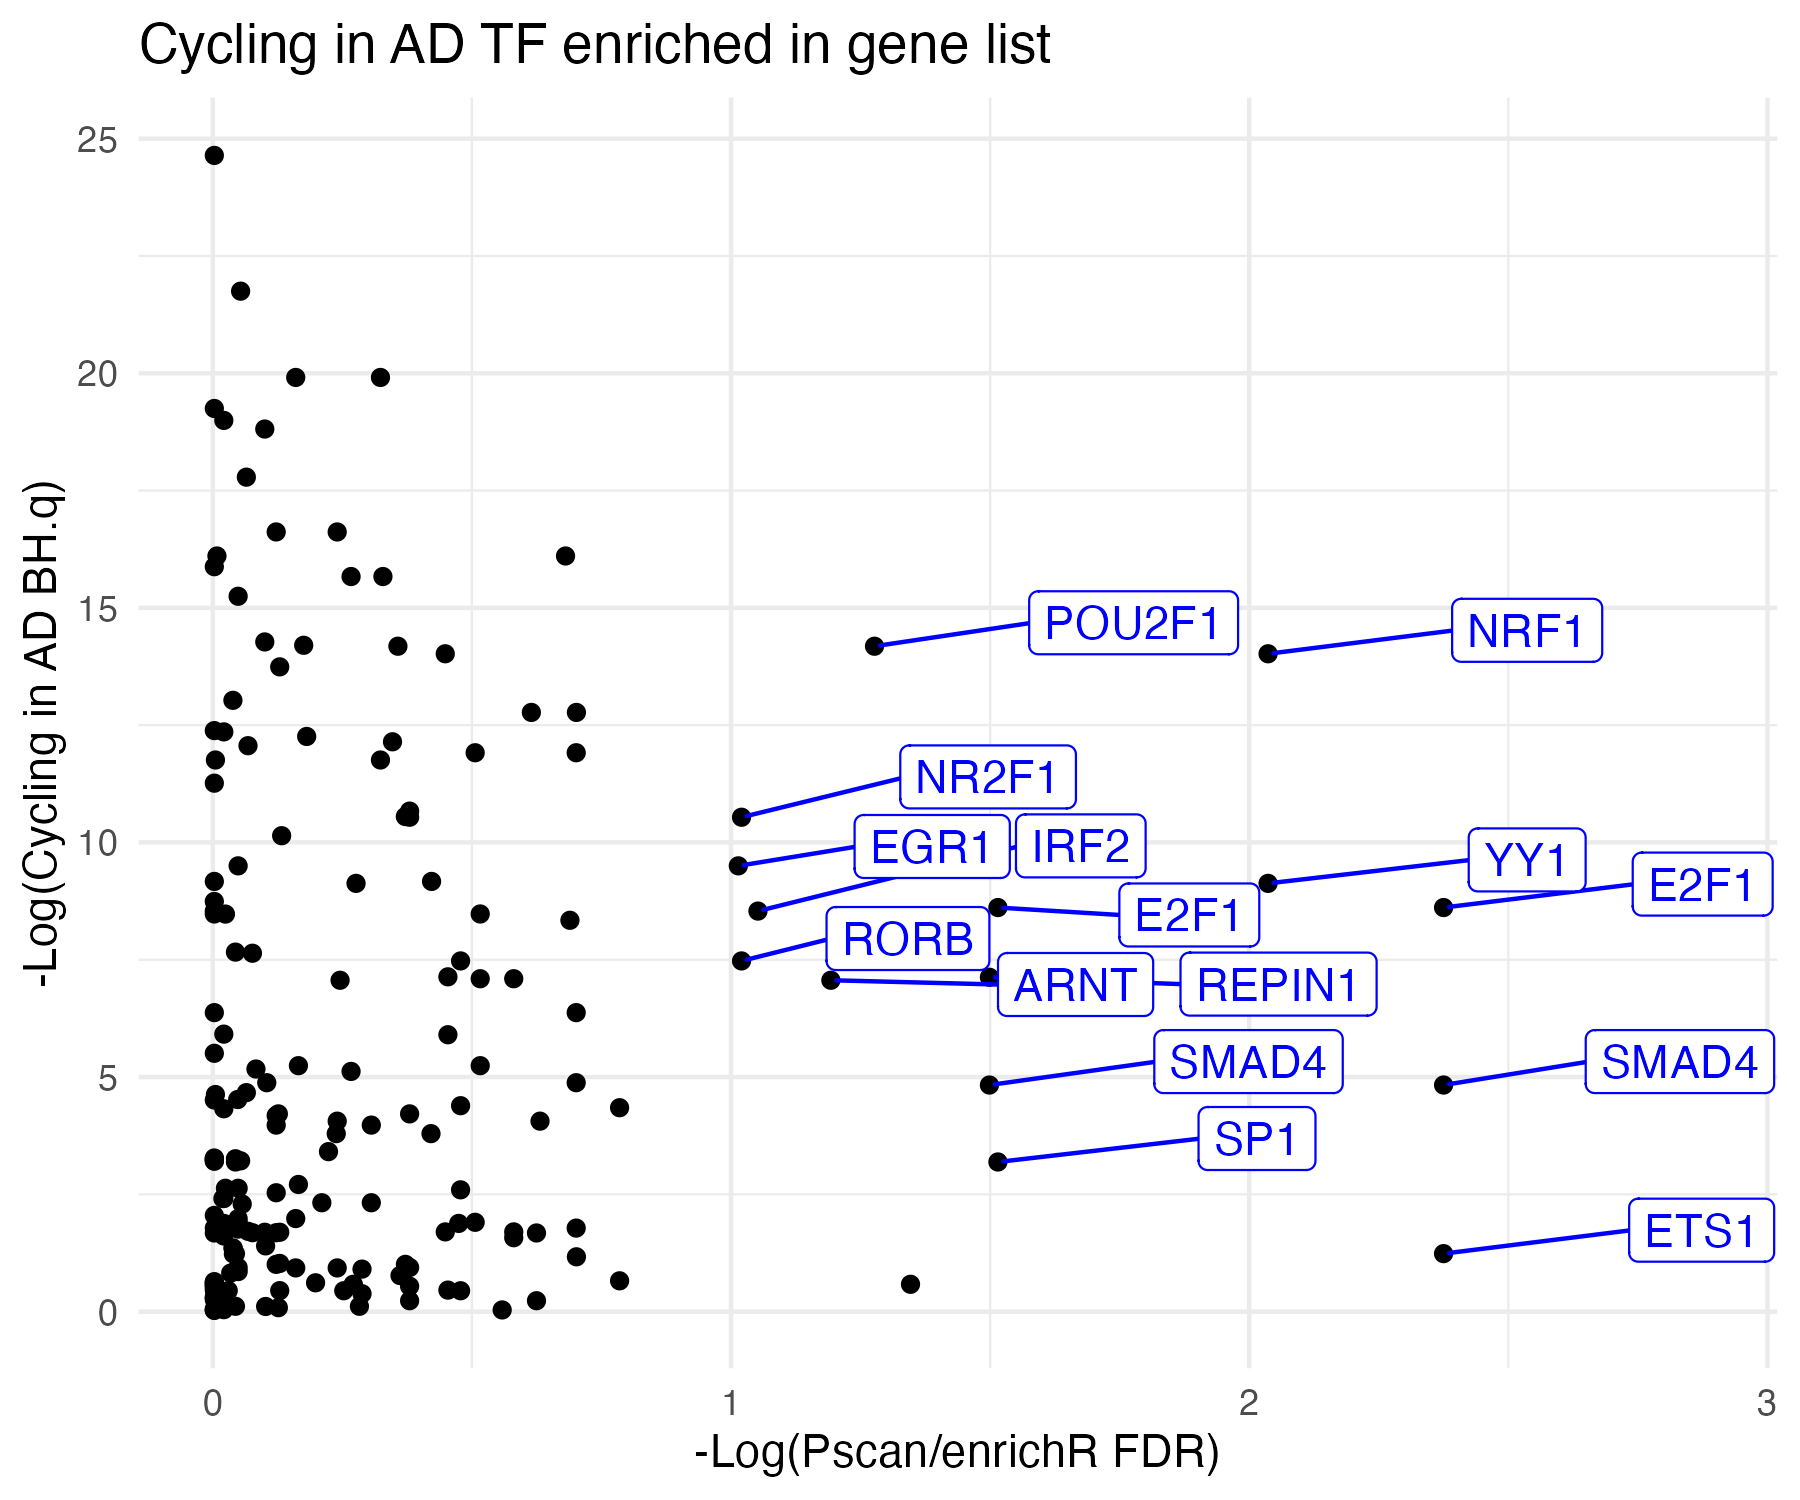 Cycling in AD TF enriched in gene list
-Log(Cycling in AD BH.q)
25
20
15
10
5
0
POU2F1
NRF1
NR2F1
EGR1
IRF2
YY1
E2F1
E2F1
RORB
ARNT
REPIN1
SMAD4
SMAD4
SP1
ETS1
0
1
2
3
-Log(Pscan/enrichR FDR)